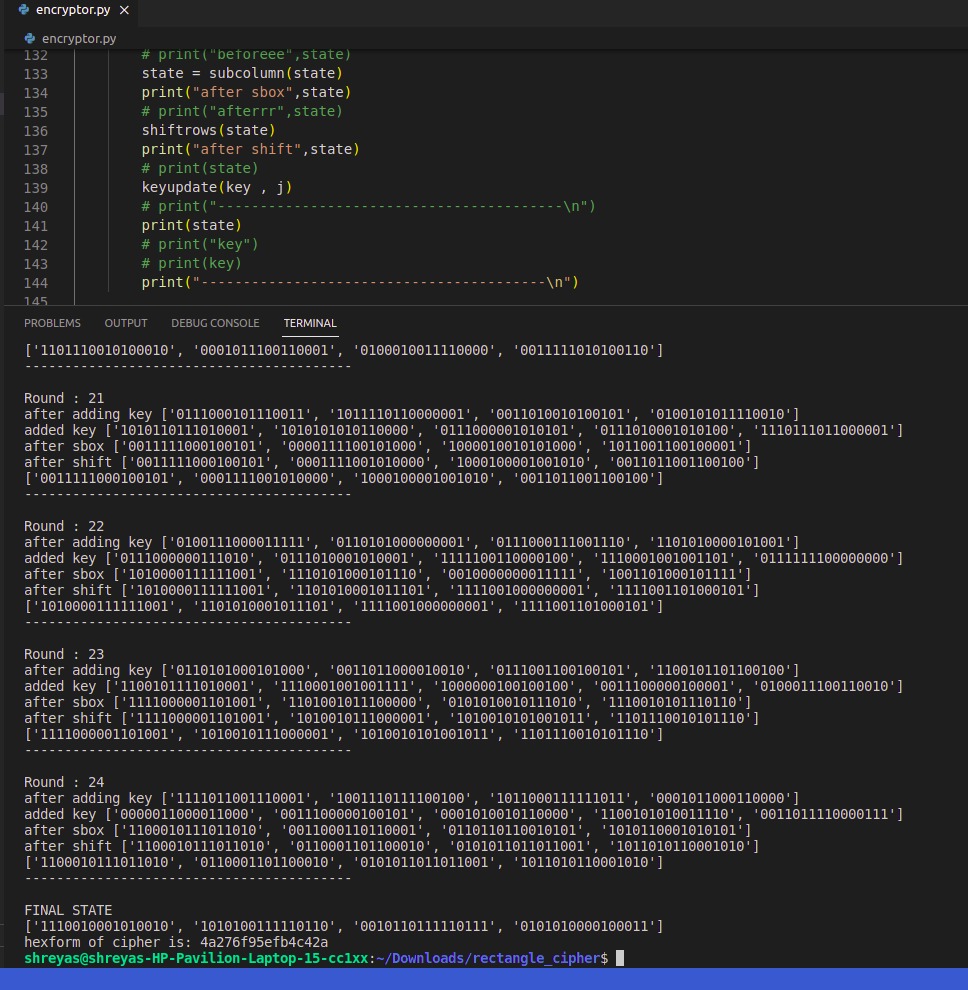 encryptor.py ×
encryptor.py
132 # print("beforeee",state)
133 state = subcolumn(state)
134 print("after sbox",state)
135 # print("afterrr",state)
136 shiftrows(state)
137 print("after shift",state)
138 # print(state)
139 keyupdate(key , j)
140 # print("-----------------------------------------\n")
141 print(state)
142 # print("key")
143 # print(key)
144 print("-----------------------------------------\n")
145
PROBLEMS OUTPUT DEBUG CONSOLE TERMINAL
['1101110010100010', '0001011100110001', '0100010011110000', '0011111010100110']
-----------------------------------------
Round : 21
after adding key ['0111000101110011', '1011110110000001', '0011010010100101', '0100101011110010']
added key ['1010110111010001', '1010101010110000', '0111000001010101', '0111010001010100', '1110111011000001']
after sbox ['0011111000100101', '0000111100101000', '1000010010101000', '1011001100100001']
after shift ['0011111000100101', '0001111001010000', '1000100001001010', '0011011001100100']
['0011111000100101', '0001111001010000', '1000100001001010', '0011011001100100']
-----------------------------------------
Round : 22
after adding key ['0100111000011111', '0110101000000001', '0111000111001110', '1101010000101001']
added key ['0111000000111010', '0111010001010001', '1111100110000100', '1110001001001101', '0111111100000000']
after sbox ['1010000111111001', '1110101000101110', '0010000000011111', '1001101000101111']
after shift ['1010000111111001', '1101010001011101', '1111001000000001', '1111001101000101']
['1010000111111001', '1101010001011101', '1111001000000001', '1111001101000101']
-----------------------------------------
Round : 23
after adding key ['0110101000101000', '0011011000010010', '0111001100100101', '1100101101100100']
added key ['1100101111010001', '1110001001001111', '1000000100100100', '0011100000100001', '0100011100110010']
after sbox ['1111000001101001', '1101001011100000', '0101010010111010', '1110010101110110']
after shift ['1111000001101001', '1010010111000001', '1010010101001011', '1101110010101110']
['1111000001101001', '1010010111000001', '1010010101001011', '1101110010101110']
-----------------------------------------
Round : 24
after adding key ['1111011001110001', '1001110111100100', '1011000111111011', '0001011000110000']
added key ['0000011000011000', '0011100000100101', '0001010010110000', '1100101010011110', '0011011110000111']
after sbox ['1100010111011010', '0011000110110001', '0110110110010101', '1010110001010101']
after shift ['1100010111011010', '0110001101100010', '0101011011011001', '1011010110001010']
['1100010111011010', '0110001101100010', '0101011011011001', '1011010110001010']
-----------------------------------------
FINAL STATE
['1110010001010010', '1010100111110110', '0010110111110111', '0101010000100011']
hexform of cipher is: 4a276f95efb4c42a
shreyas@shreyas-HP-Pavilion-Laptop-15-cc1xx:~/Downloads/rectangle_cipher$